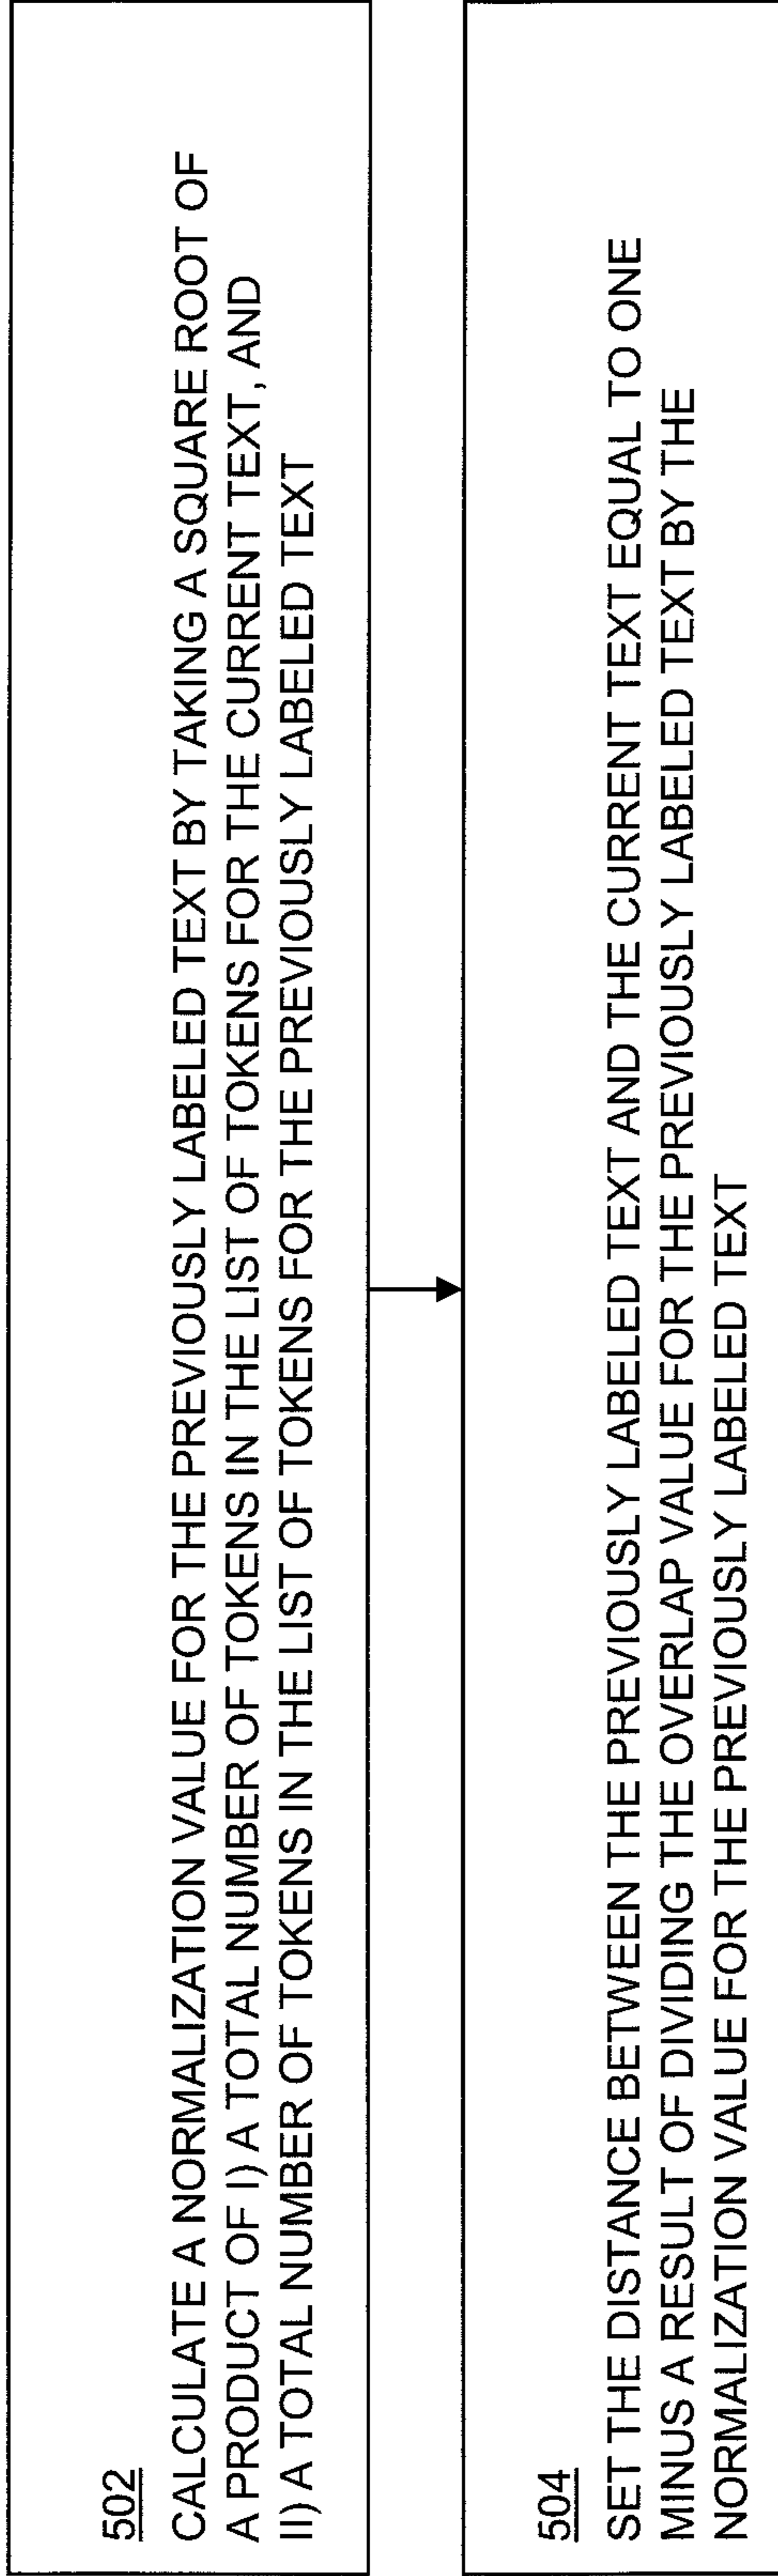 502
CALCULATE A NORMALIZATION VALUE FOR THE PREVIOUSLY LABELED TEXT BY TAKING A SQUARE ROOT OF
A PRODUCT OF I) A TOTAL NUMBER OF TOKENS IN THE LIST OF TOKENS FOR THE CURRENT TEXT, AND
II) A TOTAL NUMBER OF TOKENS IN THE LIST OF TOKENS FOR THE PREVIOUSLY LABELED TEXT
504
SET THE DISTANCE BETWEEN THE PREVIOUSLY LABELED TEXT AND THE CURRENT TEXT EQUAL TO ONE
MINUS A RESULT OF DIVIDING THE OVERLAP VALUE FOR THE PREVIOUSLY LABELED TEXT BY THE
NORMALIZATION VALUE FOR THE PREVIOUSLY LABELED TEXT